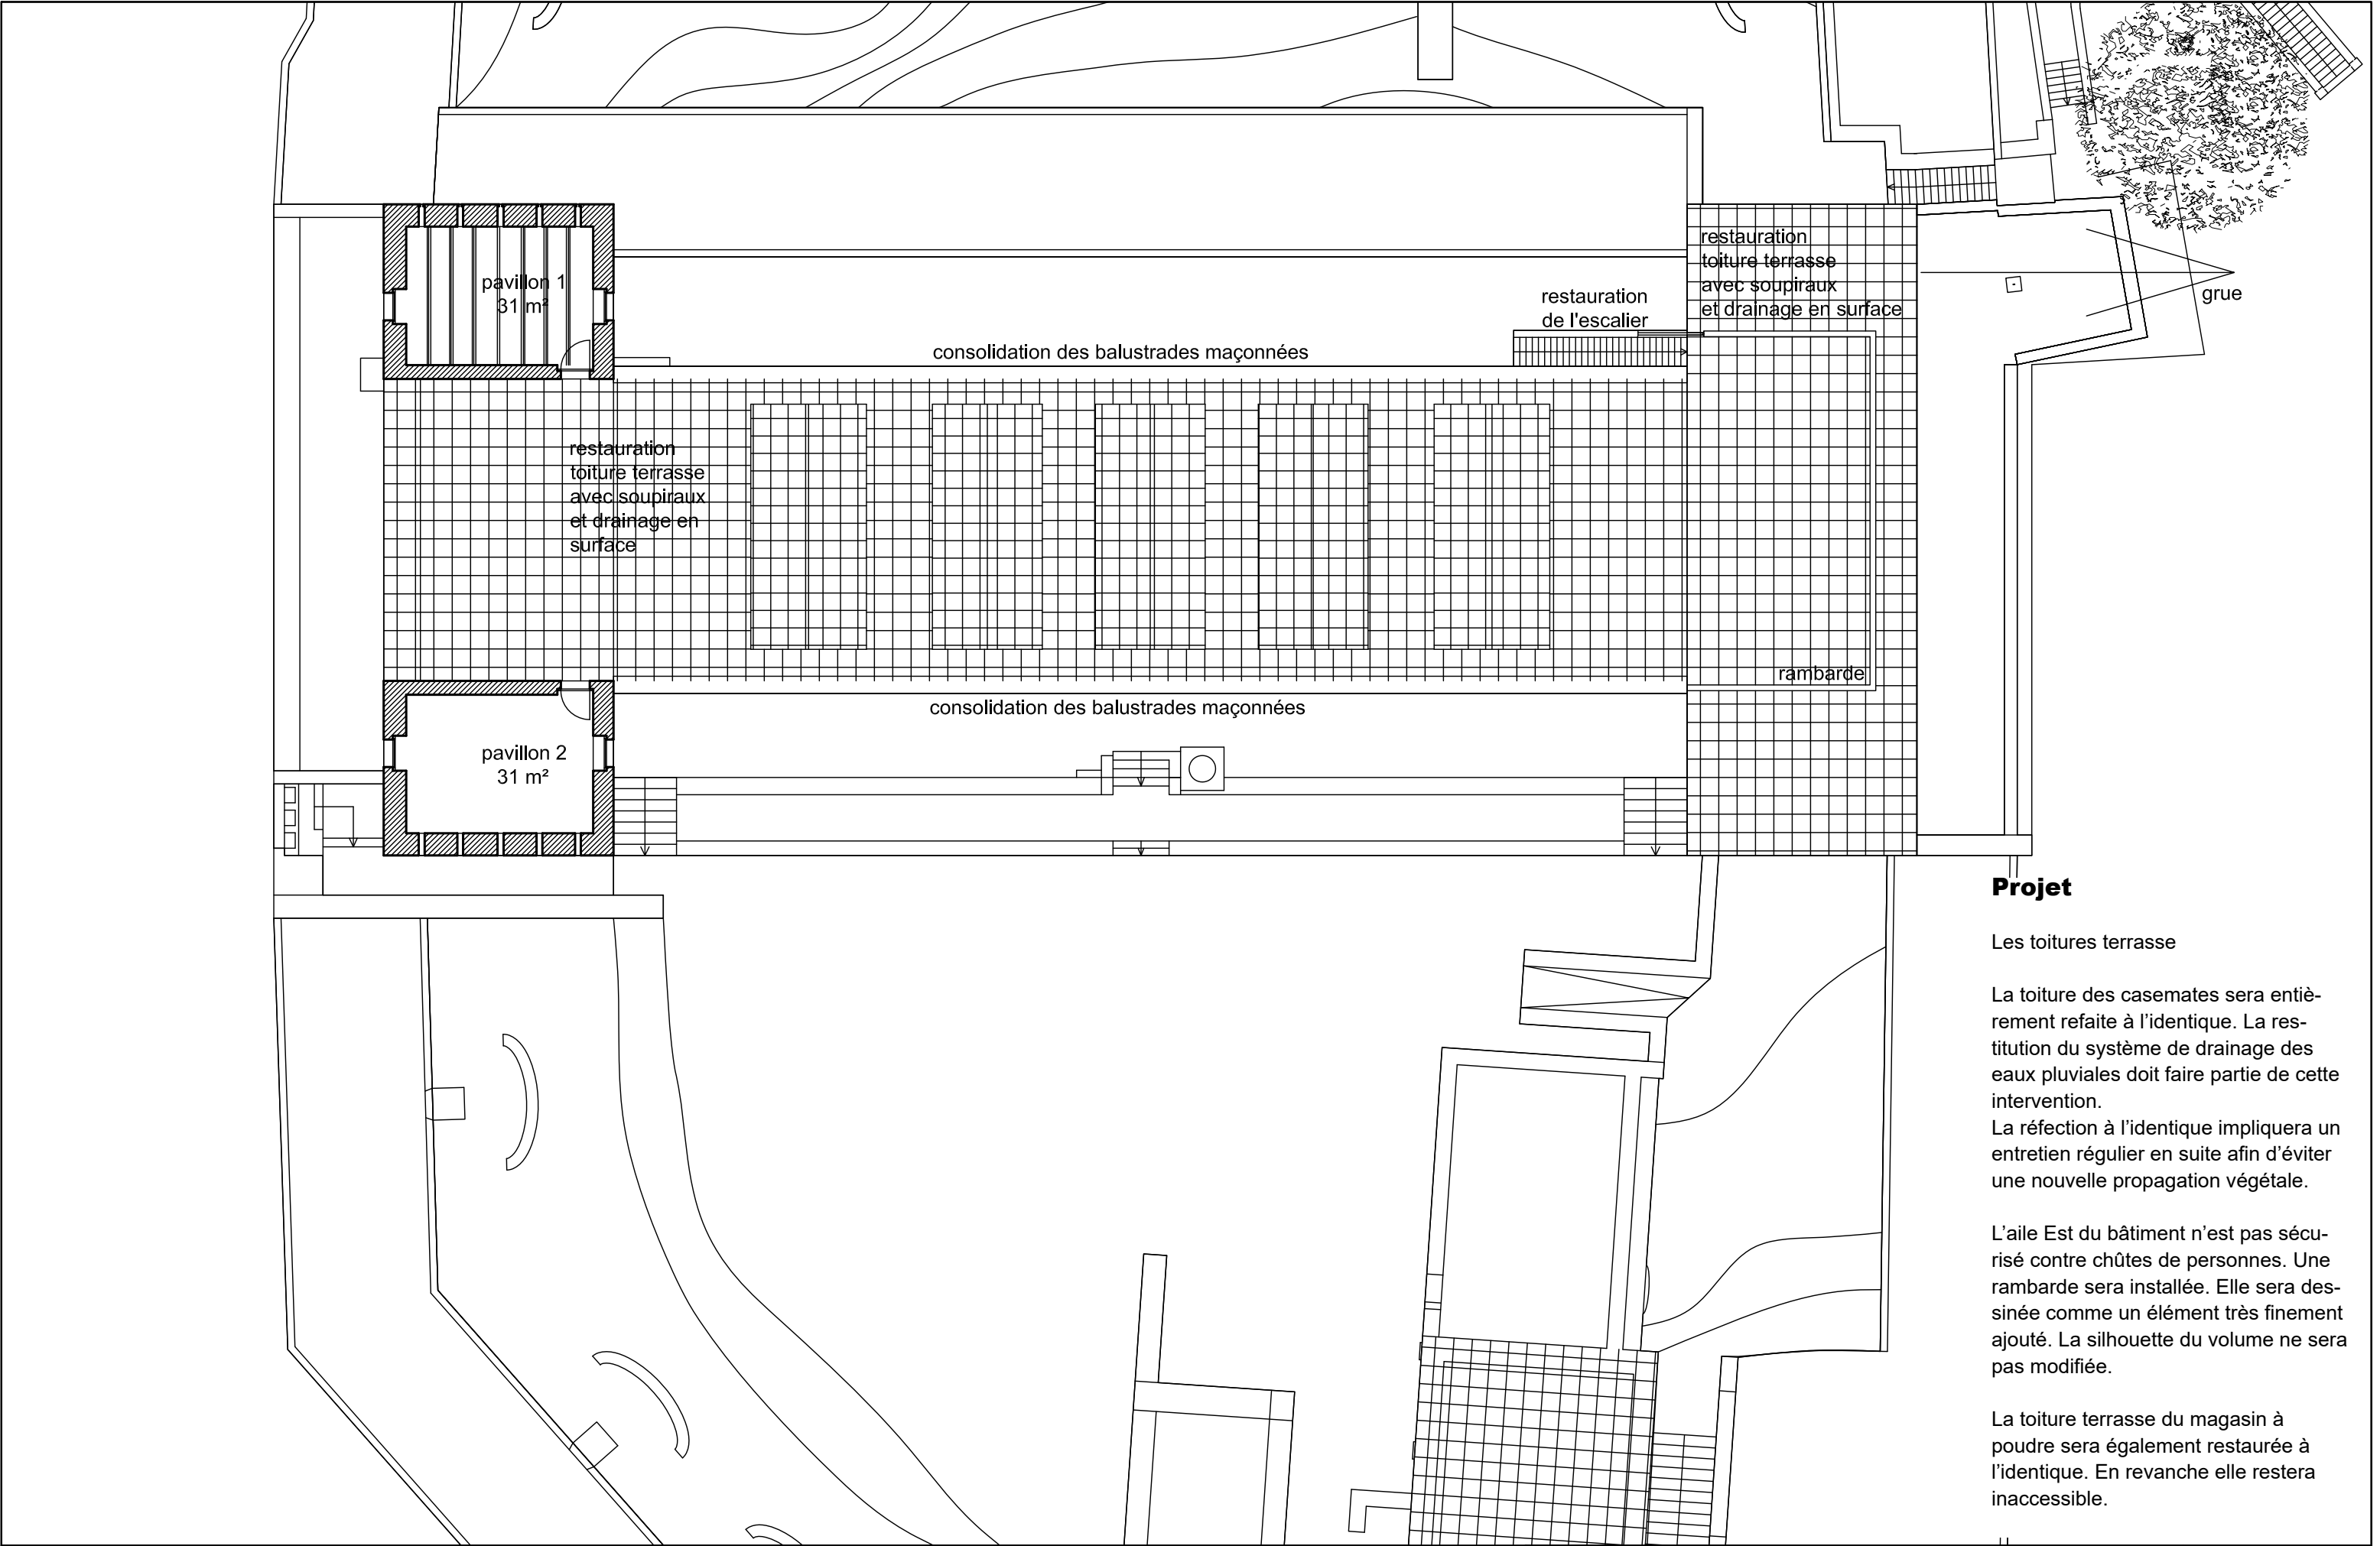 pavillon 1
31 m²
restauration
toiture terrasse
avec soupiraux
et drainage en surface
grue
restauration
de l'escalier
consolidation des balustrades maçonnées
restauration
toiture terrasse
avec soupiraux
et drainage en
surface
rambarde
consolidation des balustrades maçonnées
pavillon 2
31 m²
Projet
Les toitures terrasse
La toiture des casemates sera entiè-
rement refaite à l’identique. La res-
titution du système de drainage des
eaux pluviales doit faire partie de cette
intervention.
La réfection à l’identique impliquera un
entretien régulier en suite afin d’éviter
une nouvelle propagation végétale.
L’aile Est du bâtiment n’est pas sécu-
risé contre chûtes de personnes. Une
rambarde sera installée. Elle sera des-
sinée comme un élément très finement
ajouté. La silhouette du volume ne sera
pas modifiée.
La toiture terrasse du magasin à
poudre sera également restaurée à
l’identique. En revanche elle restera
inaccessible.